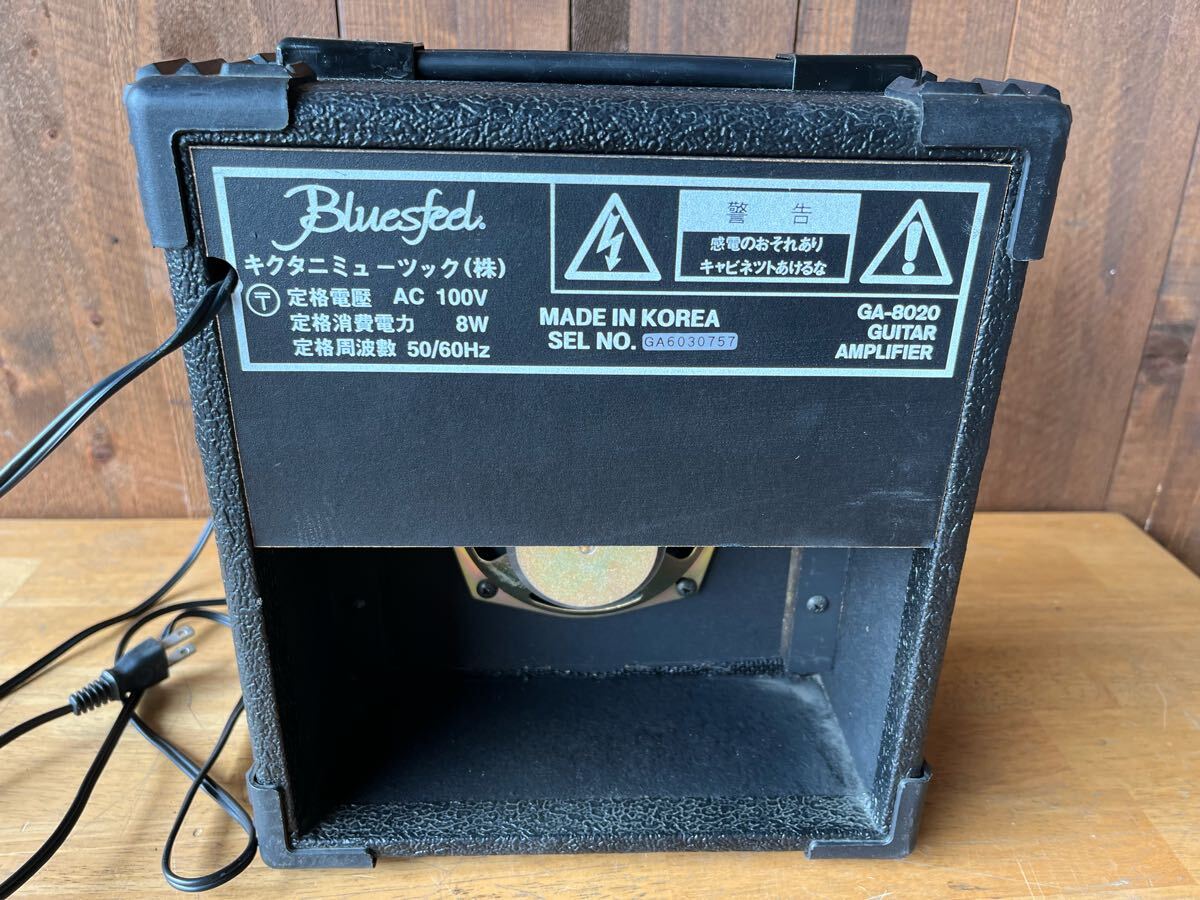 Bluesfeel.
キクタニミューツック(株)
〒 定格電壓 AC 100V
定格消費電力 8W
定格周波數 50/60Hz
警 告
感電のおそれあり
キャビネツトあけるな
MADE IN KOREA
SEL NO. GA6030757
GA-8020
GUITAR
AMPLIFIER